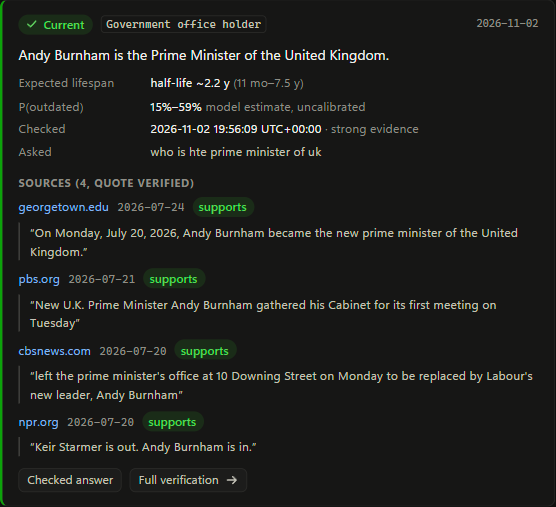 ✓ Current Government office holder 2026-11-02
Andy Burnham is the Prime Minister of the United Kingdom.
Expected lifespan half-life ~2.2 y (11 mo–7.5 y)
P(outdated) 15%–59% model estimate, uncalibrated
Checked 2026-11-02 19:56:09 UTC+00:00 · strong evidence
Asked who is hte prime minister of uk
SOURCES (4, QUOTE VERIFIED)
georgetown.edu 2026-07-24 supports
“On Monday, July 20, 2026, Andy Burnham became the new prime minister of the United
Kingdom.”
pbs.org 2026-07-21 supports
“New U.K. Prime Minister Andy Burnham gathered his Cabinet for its first meeting on
Tuesday”
cbsnews.com 2026-07-20 supports
“left the prime minister's office at 10 Downing Street on Monday to be replaced by Labour's
new leader, Andy Burnham”
npr.org 2026-07-20 supports
“Keir Starmer is out. Andy Burnham is in.”
Checked answer Full verification →